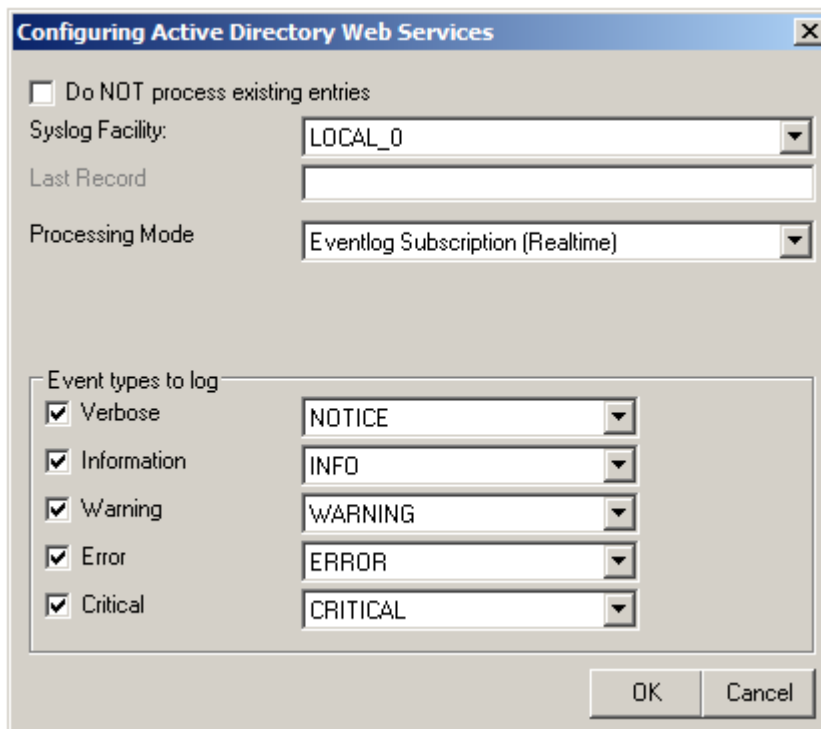 Configuring Active Directory Web Services
Do NOT process existing entries
Syslog Facility: LOCAL_0
Last Record
Processing Mode Eventlog Subscription (Realtime)
Event types to log
Verbose NOTICE
Information INFO
Warning WARNING
Error ERROR
Critical CRITICAL
OK Cancel